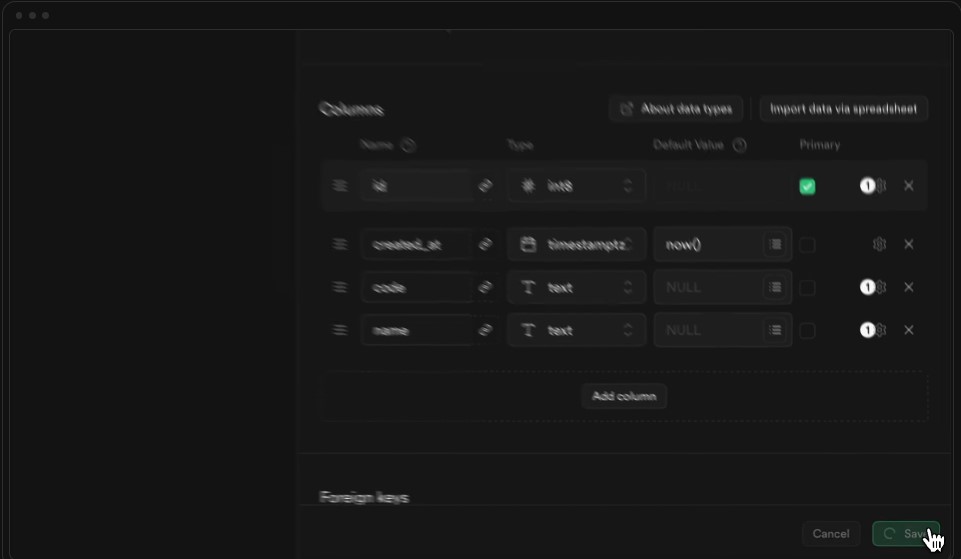 Columns
About data types
Import data via spreadsheet
Name
Type
Default Value
Primary
id
int8
NULL
1
created_at
timestamptz
now()
code
text
NULL
1
name
text
NULL
1
Add column
Foreign keys
Cancel
Save